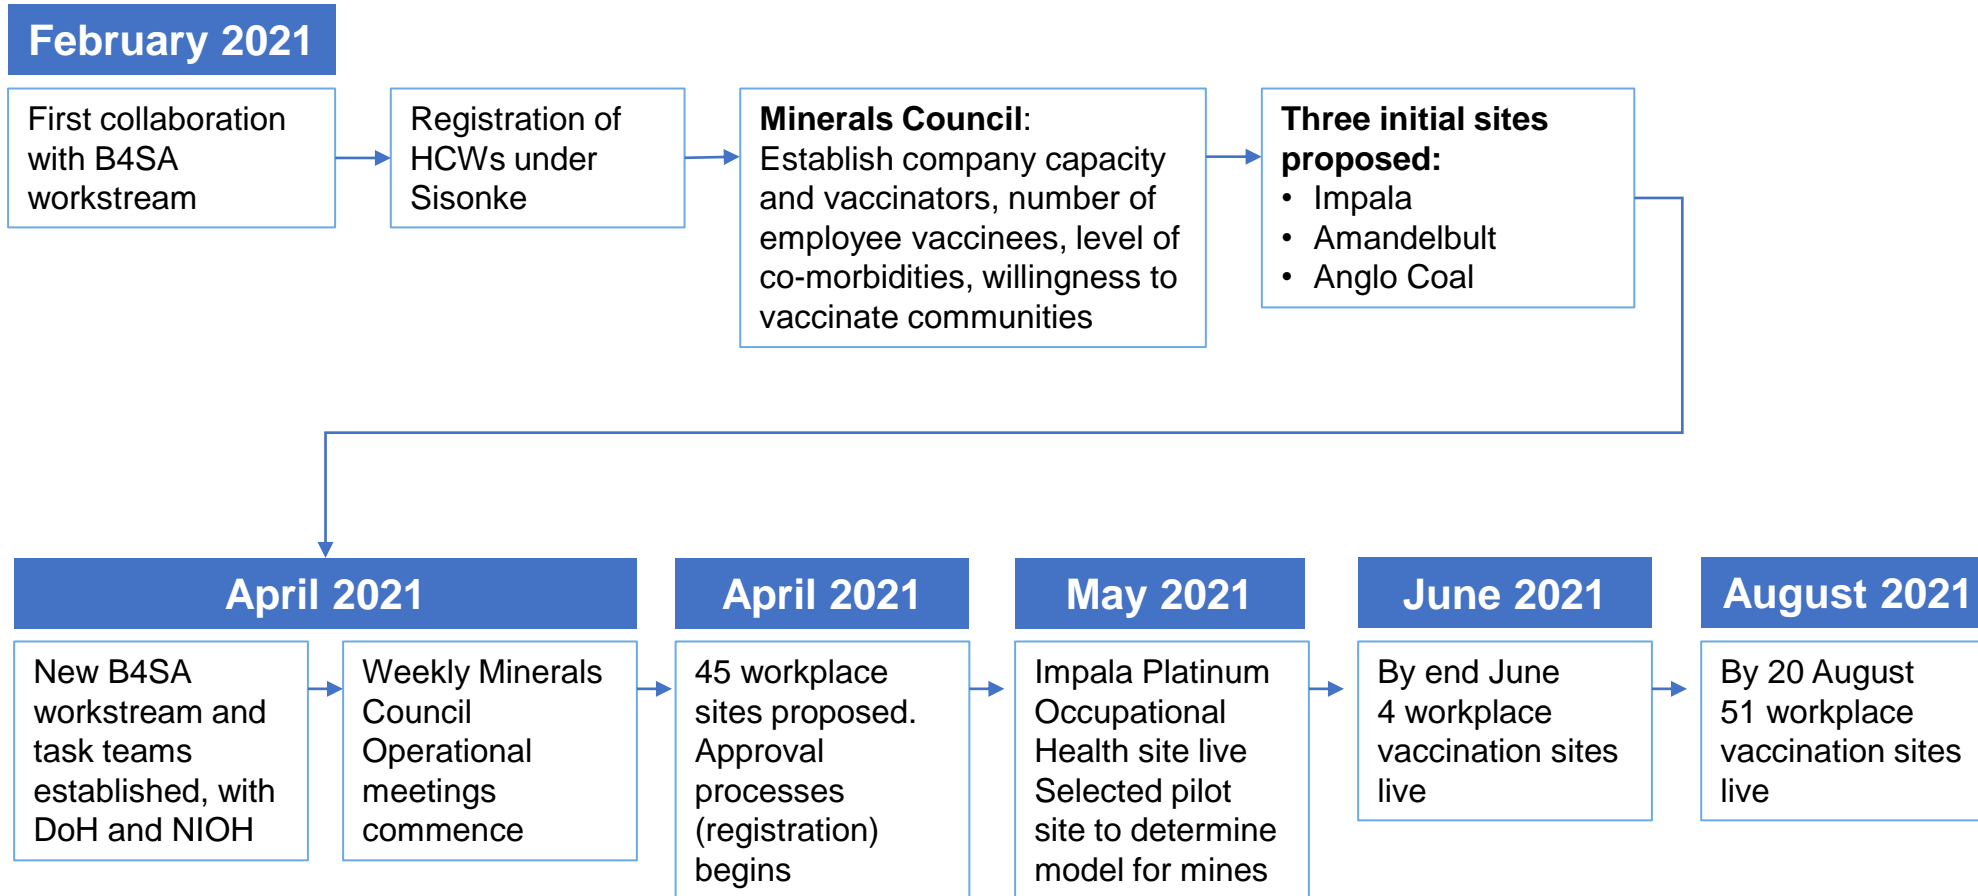 February 2021
First collaboration
with B4SA
workstream
Registration of
HCWs under
Sisonke
Minerals Council:
Establish company capacity
and vaccinators, number of
employee vaccinees, level of
co-morbidities, willingness to
vaccinate communities
Three initial sites
proposed:
• Impala
• Amandelbult
• Anglo Coal
April 2021
New B4SA
workstream and
task teams
established, with
DoH and NIOH
Weekly Minerals
Council
Operational
meetings
commence
April 2021
45 workplace
sites proposed.
Approval
processes
(registration)
begins
May 2021
Impala Platinum
Occupational
Health site live
Selected pilot
site to determine
model for mines
June 2021
By end June
4 workplace
vaccination sites
live
August 2021
By 20 August
51 workplace
vaccination sites
live